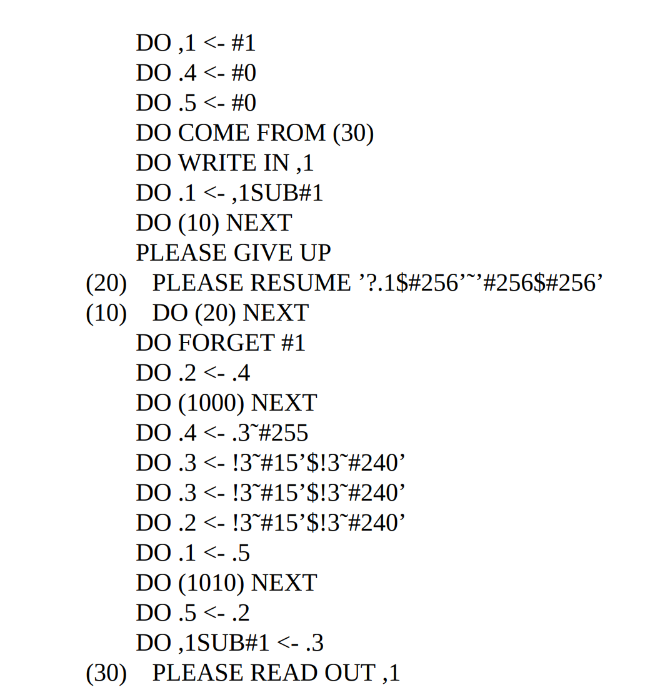 DO ,1 <- #1
DO .4 <- #0
DO .5 <- #0
DO COME FROM (30)
DO WRITE IN ,1
DO .1 <- ,1SUB#1
DO (10) NEXT
PLEASE GIVE UP
(20) PLEASE RESUME ’?.1$#256’˜’#256$#256’
(10) DO (20) NEXT
DO FORGET #1
DO .2 <- .4
DO (1000) NEXT
DO .4 <- .3˜#255
DO .3 <- !3˜#15’$!3˜#240’
DO .3 <- !3˜#15’$!3˜#240’
DO .2 <- !3˜#15’$!3˜#240’
DO .1 <- .5
DO (1010) NEXT
DO .5 <- .2
DO ,1SUB#1 <- .3
(30) PLEASE READ OUT ,1